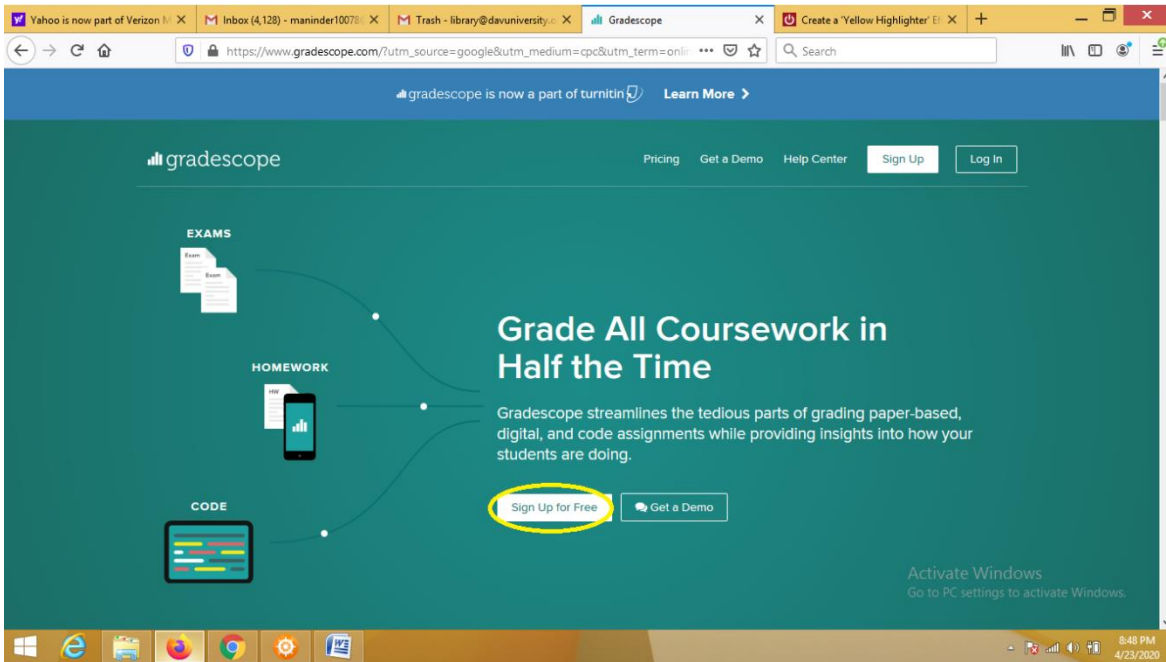 Yahoo is now part of Verizon M
Inbox (4,128) - maninder10078
Trash - library@davuniversity.o
Gradescope
Create a 'Yellow Highlighter' Ef
https://www.gradescope.com/?utm_source=google&utm_medium=cpc&utm_term=onlin
Search
gradescope is now a part of turnitin
Learn More
gradescope
Pricing
Get a Demo
Help Center
Sign Up
Log In
EXAMS
Exam
Exam
HOMEWORK
HW
CODE
Grade All Coursework in
Half the Time
Gradescope streamlines the tedious parts of grading paper-based,
digital, and code assignments while providing insights into how your
students are doing.
Sign Up for Free
Get a Demo
Activate Windows
Go to PC settings to activate Windows.
8:48 PM
4/23/2020